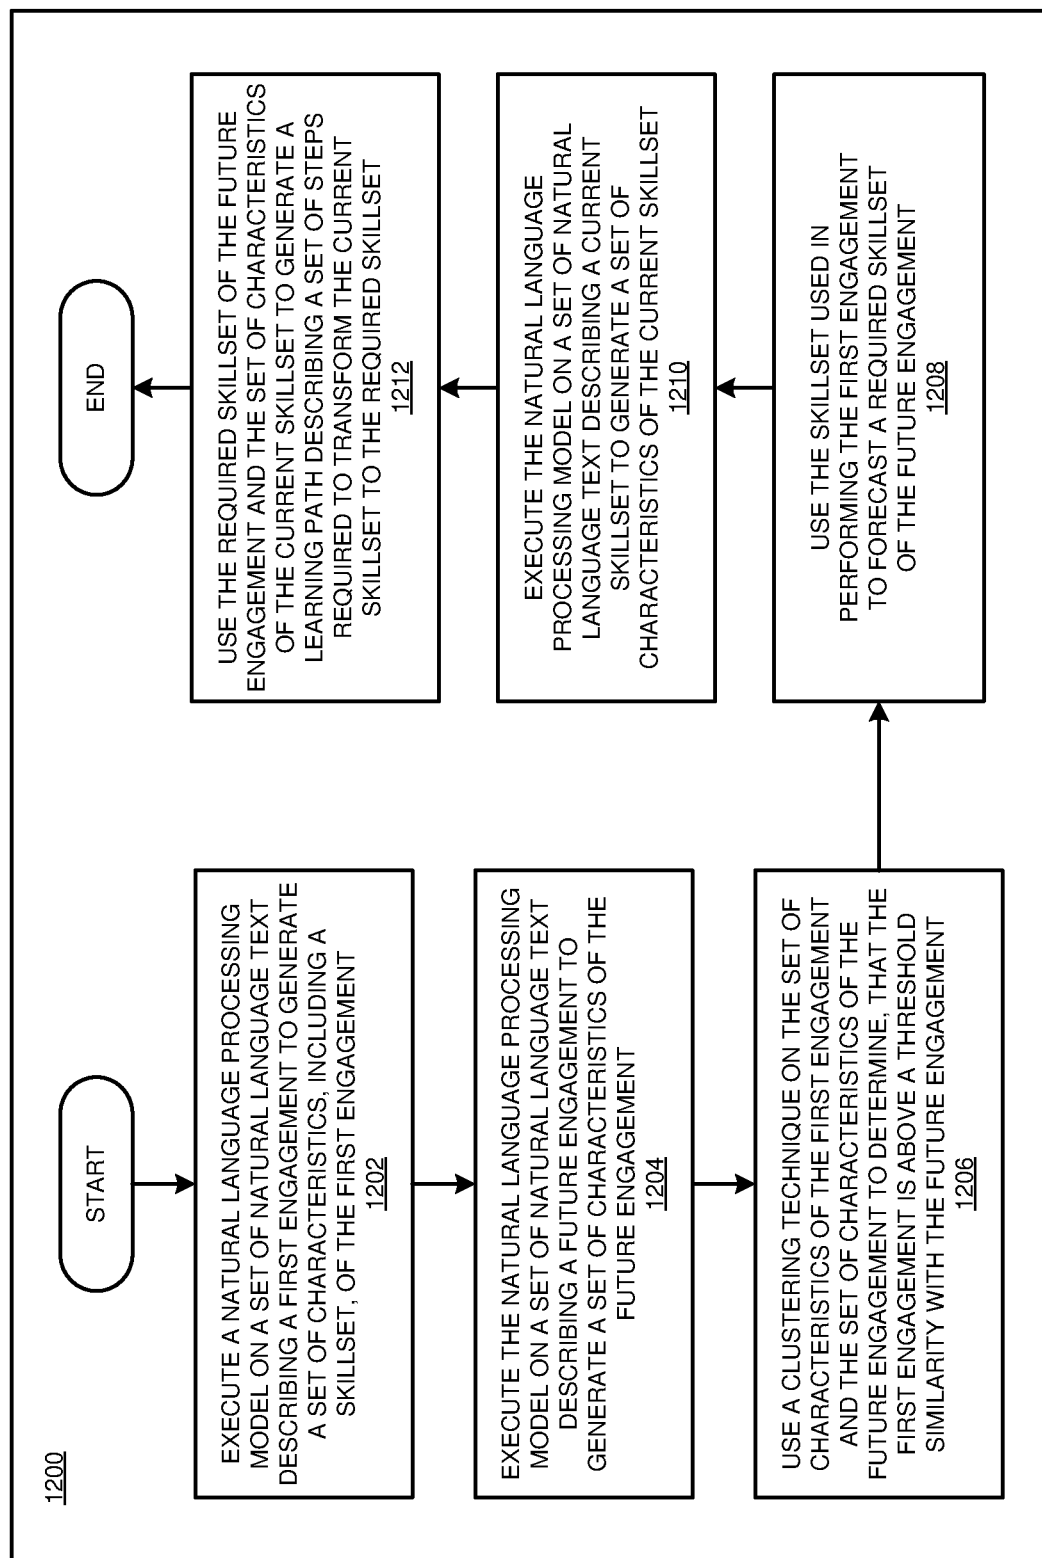 1200
START
EXECUTE A NATURAL LANGUAGE PROCESSING
MODEL ON A SET OF NATURAL LANGUAGE TEXT
DESCRIBING A FIRST ENGAGEMENT TO GENERATE
A SET OF CHARACTERISTICS, INCLUDING A
SKILLSET, OF THE FIRST ENGAGEMENT
1202
EXECUTE THE NATURAL LANGUAGE PROCESSING
MODEL ON A SET OF NATURAL LANGUAGE TEXT
DESCRIBING A FUTURE ENGAGEMENT TO
GENERATE A SET OF CHARACTERISTICS OF THE
FUTURE ENGAGEMENT
1204
USE A CLUSTERING TECHNIQUE ON THE SET OF
CHARACTERISTICS OF THE FIRST ENGAGEMENT
AND THE SET OF CHARACTERISTICS OF THE
FUTURE ENGAGEMENT TO DETERMINE, THAT THE
FIRST ENGAGEMENT IS ABOVE A THRESHOLD
SIMILARITY WITH THE FUTURE ENGAGEMENT
1206
USE THE SKILLSET USED IN
PERFORMING THE FIRST ENGAGEMENT
TO FORECAST A REQUIRED SKILLSET
OF THE FUTURE ENGAGEMENT
1208
EXECUTE THE NATURAL LANGUAGE
PROCESSING MODEL ON A SET OF NATURAL
LANGUAGE TEXT DESCRIBING A CURRENT
SKILLSET TO GENERATE A SET OF
CHARACTERISTICS OF THE CURRENT SKILLSET
1210
USE THE REQUIRED SKILLSET OF THE FUTURE
ENGAGEMENT AND THE SET OF CHARACTERISTICS
OF THE CURRENT SKILLSET TO GENERATE A
LEARNING PATH DESCRIBING A SET OF STEPS
REQUIRED TO TRANSFORM THE CURRENT
SKILLSET TO THE REQUIRED SKILLSET
1212
END